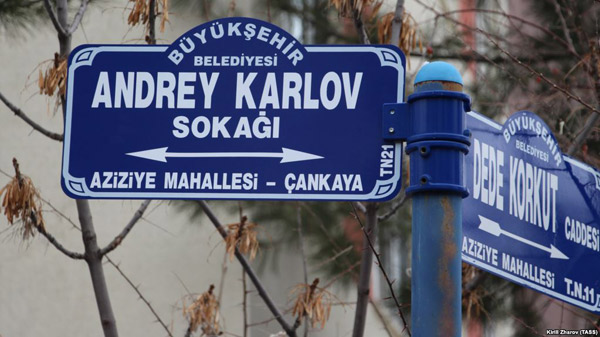 BÜYÜKŞEHİR
BELEDİYESİ
ANDREY KARLOV
SOKAĞI
TN21
AZİZİYE MAHALLESİ - ÇANKAYA
BÜYÜKŞEHİR
BELEDİYESİ
DEDE KORKUT
CADDESİ
AZİZİYE MAHALLESİ
T.N.11
Kirill Zharov (TASS)